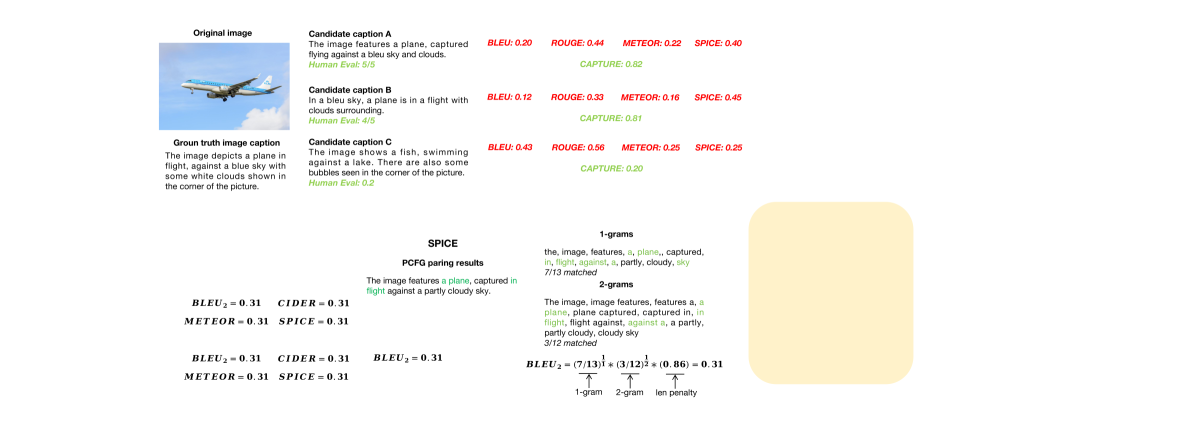 Original image
Groun truth image caption
The image depicts a plane in
flight, against a blue sky with
some white clouds shown in
the corner of the picture.
Candidate caption A
The image features a plane, captured
flying against a bleu sky and clouds.
Human Eval: 5/5
BLEU: 0.20 ROUGE: 0.44 METEOR: 0.22 SPICE: 0.40
CAPTURE: 0.82
Candidate caption B
In a bleu sky, a plane is in a flight with
clouds surrounding.
Human Eval: 4/5
BLEU: 0.12 ROUGE: 0.33 METEOR: 0.16 SPICE: 0.45
CAPTURE: 0.81
Candidate caption C
The image shows a fish, swimming
against a lake. There are also some
bubbles seen in the corner of the picture.
Human Eval: 0.2
BLEU: 0.43 ROUGE: 0.56 METEOR: 0.25 SPICE: 0.25
CAPTURE: 0.20
BLEU₂ = 0.31 CIDER = 0.31
METEOR = 0.31 SPICE = 0.31
BLEU₂ = 0.31 CIDER = 0.31
METEOR = 0.31 SPICE = 0.31
SPICE
PCFG paring results
The image features a plane, captured in
flight against a partly cloudy sky.
BLEU₂ = 0.31
1-grams
the, image, features, a, plane,, captured,
in, flight, against, a, partly, cloudy, sky
7/13 matched
2-grams
The image, image features, features a, a
plane, plane captured, captured in, in
flight, flight against, against a, a partly,
partly cloudy, cloudy sky
3/12 matched
BLEU₂ = (7/13)^(1/1) * (3/12)^(1/2) * (0.86) = 0.31
1-gram 2-gram len penalty